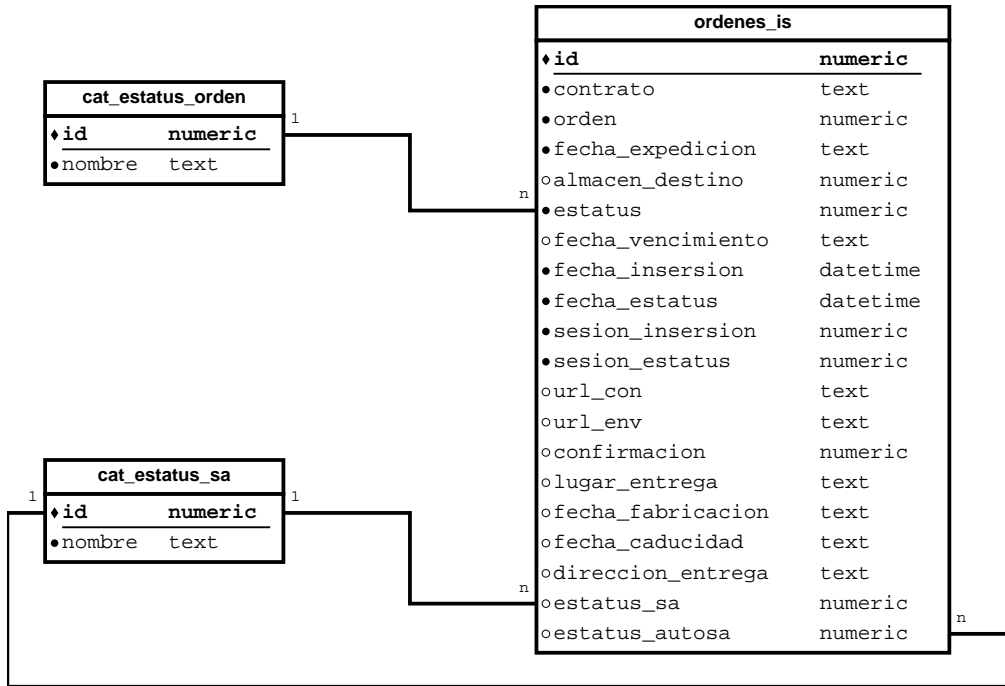 ordenes_is
id numeric
contrato text
orden numeric
fecha_expedicion text
almacen_destino numeric
estatus numeric
fecha_vencimiento text
fecha_insersion datetime
fecha_estatus datetime
sesion_insersion numeric
sesion_estatus numeric
url_con text
url_env text
confirmacion numeric
lugar_entrega text
fecha_fabricacion text
fecha_caducidad text
direccion_entrega text
estatus_sa numeric
estatus_autosa numeric
cat_estatus_orden
id numeric
nombre text
1
n
cat_estatus_sa
id numeric
nombre text
1
1
n
n